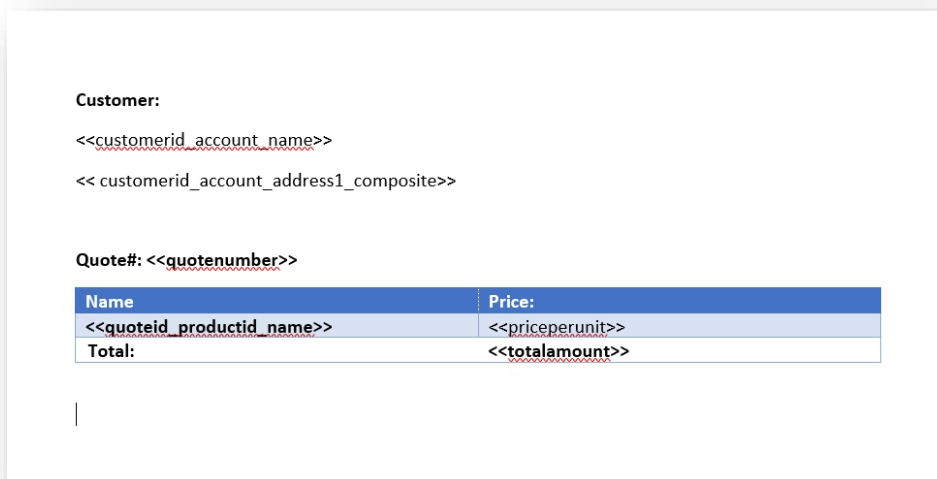 Customer:
<<customerid_account_name>>
<< customerid_account_address1_composite>>
Quote#: <<quotenumber>>
Name Price:
<<quoteid_productid_name>> <<priceperunit>>
Total: <<totalamount>>